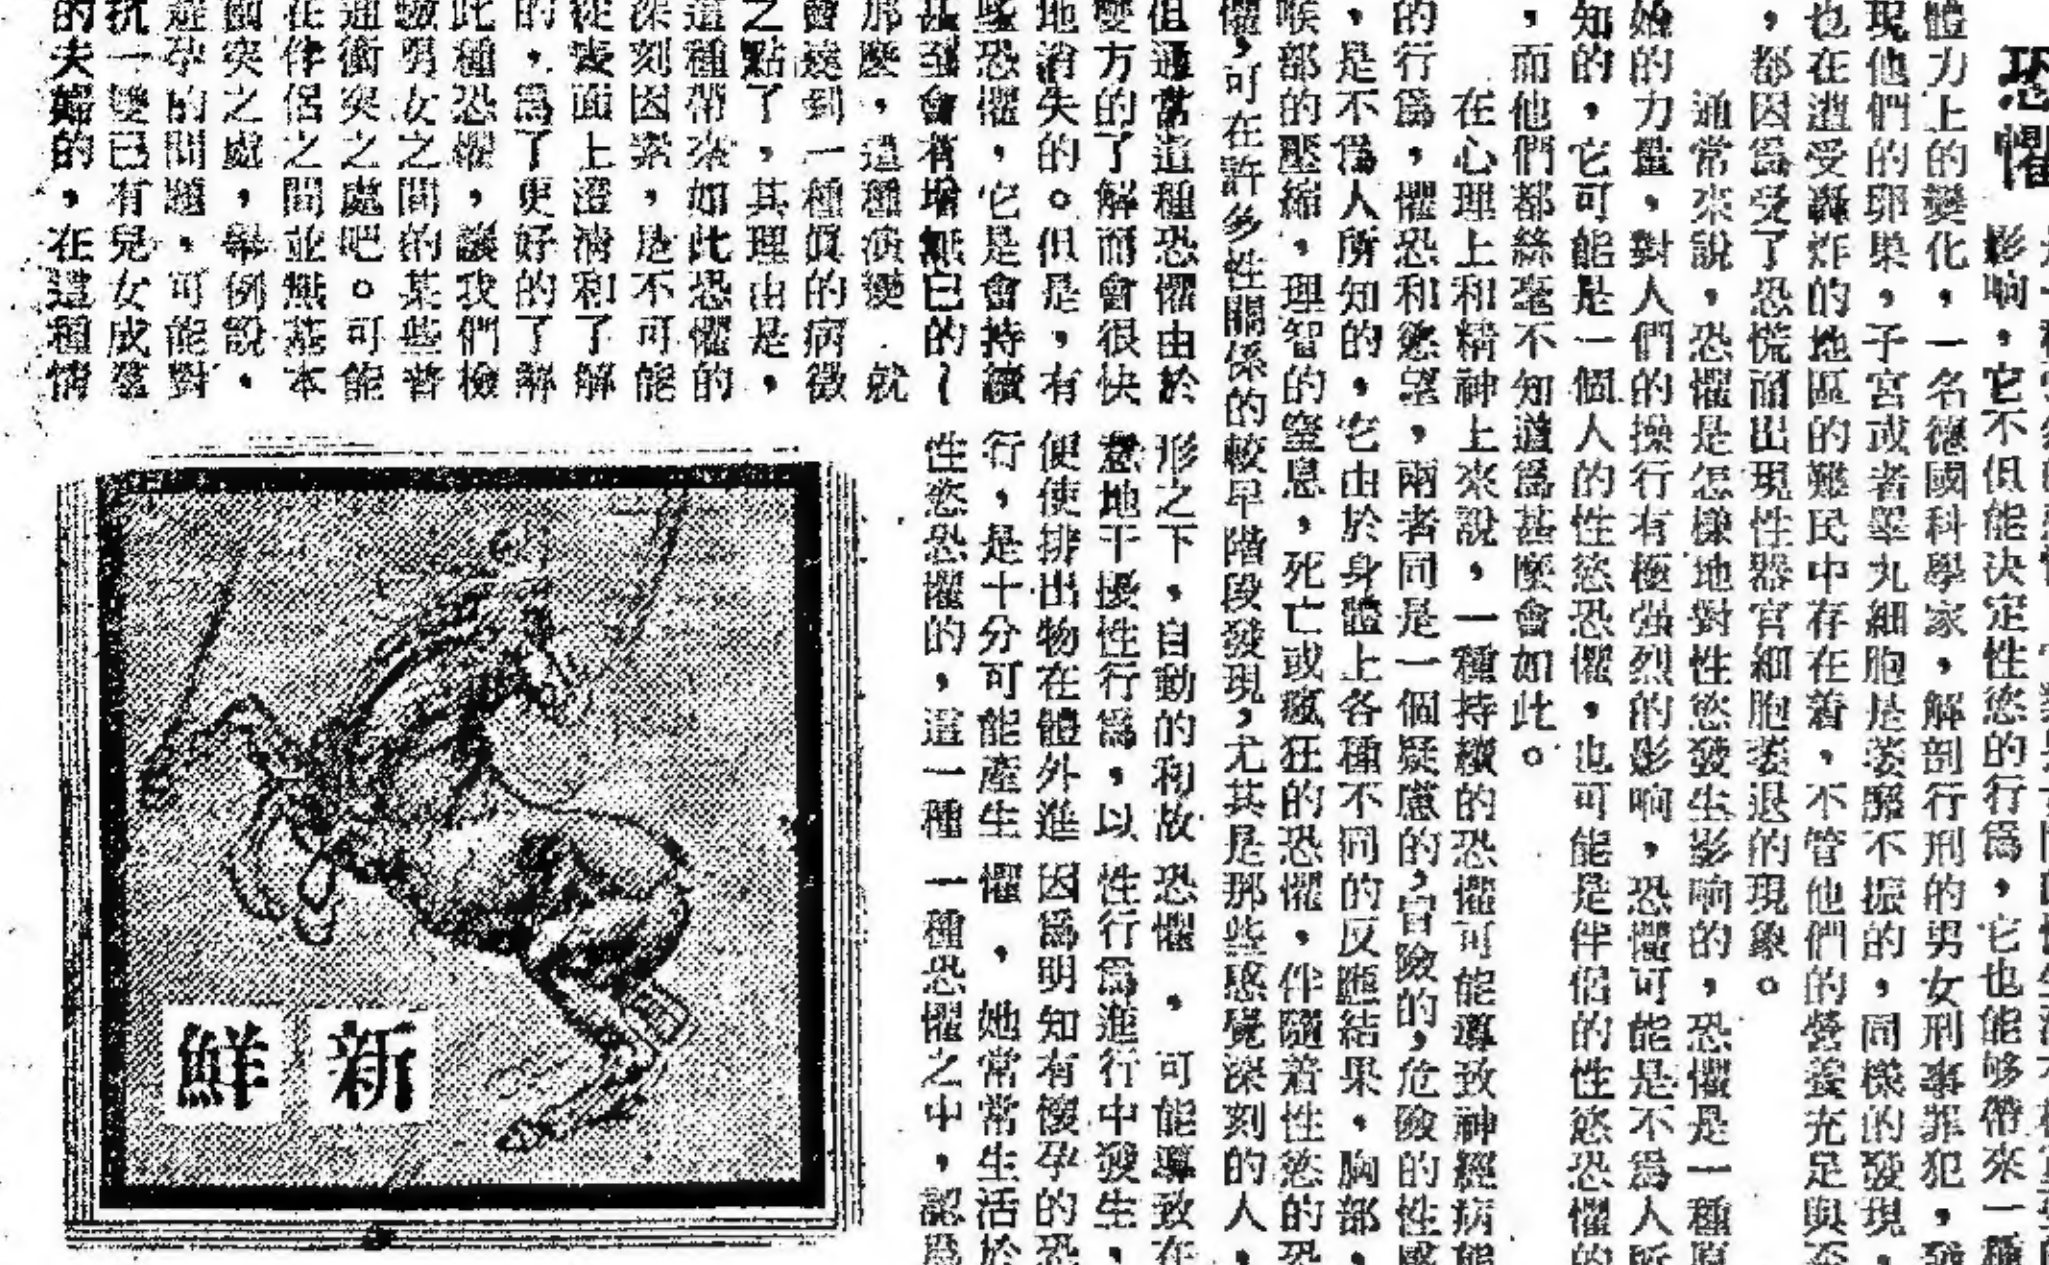 恐懼
影响，它不但能決定性慾的行爲，它也能够帶來一種
體力上的變化，一名德國科學家，解剖行刑的男女刑事罪犯，發
現他們的卵巢，子宮或者睪丸細胞是萎靡不振的，同樣的發現，
也在遭受轟炸的地區的難民中存在着，不管他們的營養充足與否
，都因爲受了恐慌而出現性器官細胞萎退的現象。
通常來說，恐懼是怎樣地對性慾發生影响的，恐懼是一種原
始的力量，對人們的操行有極强烈的影响，恐懼可能是不爲人所
知的，它可能是一個人的性慾恐懼，也可能是伴侶的性慾恐懼的
，而他們都絲毫不知道爲甚麽會如此。
在心理上和精神上來說，一種持續的恐懼可能導致神經病態
的行爲，懼恐和慾望，兩者同是一個疑慮的，冒險的，危險的性感
，是不爲人所知的，它由於身體上各種不同的反應結果，胸部，
喉部的壓縮，理智的窒息，死亡或瘋狂的恐懼，伴隨着性慾的恐
懼，可在許多性關係的較早階段發現，尤其是那些感覺深刻的人，
但通常這種恐懼由於
雙方的了解而會很快
地消失的。但是，有
些恐懼，它是會持續
甚至會有增無已的（
那麽，這種演變，就
會達到一種眞的病徵
之點了，其理由是，
這種帶來如此恐懼的
深刻因素，是不可能
從表面上澄清和了解
的，爲了更好的了解
此種恐懼，讓我們檢
驗男女之間的某些普
通衝突之處吧。可能
在伴侶之間並無基本
衝突之處，舉例說，
避孕的問題，可能對
抗一雙已有兒女成羣
的夫婦的，在這種情
形之下，自動的和故
意地干擾性行爲，以
便使排出物在體外進
行，是十分可能產生
性慾恐懼的，這一種
恐懼，可能導致在
性行爲進行中發生，
因爲明知有懷孕的恐
懼，她常常生活於
一種恐懼之中，認爲
新鮮